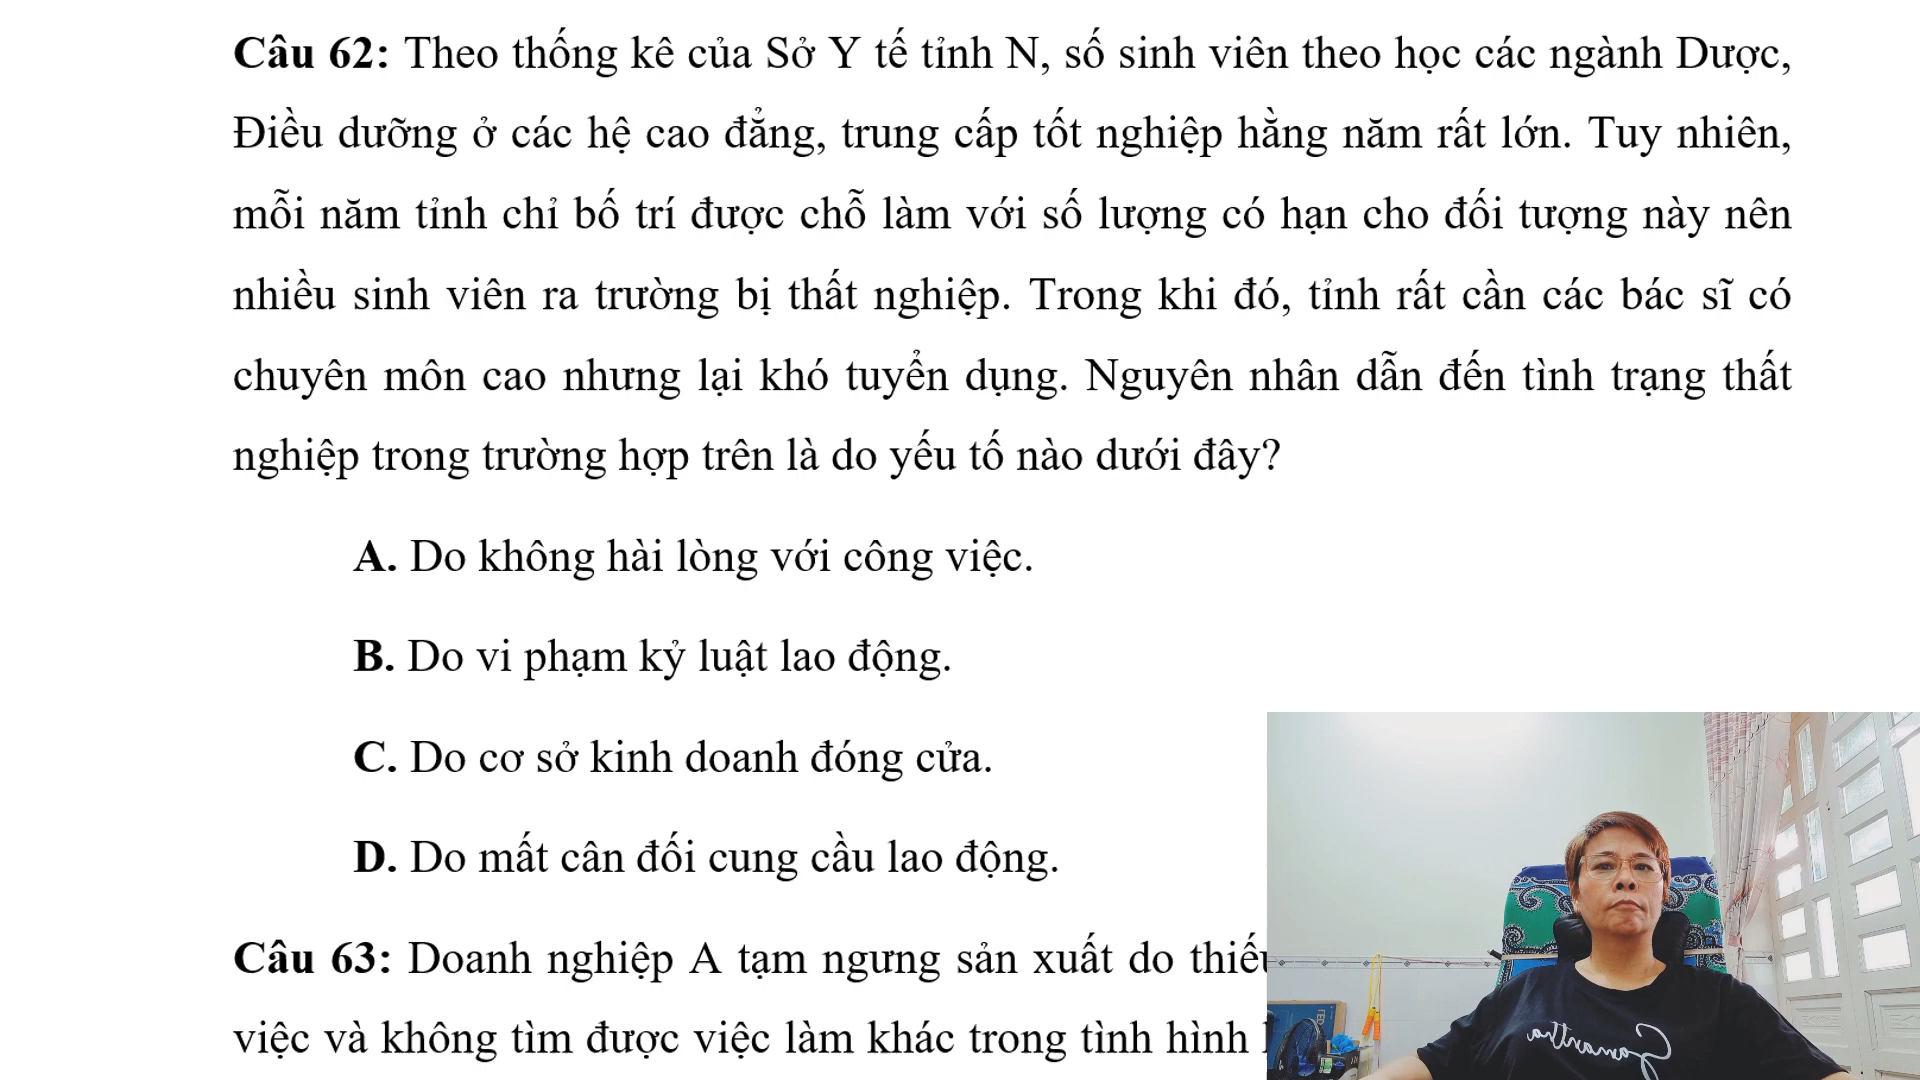 Câu 62: Theo thống kê của Sở Y tế tỉnh N, số sinh viên theo học các ngành Dược,
Điều dưỡng ở các hệ cao đẳng, trung cấp tốt nghiệp hằng năm rất lớn. Tuy nhiên,
mỗi năm tỉnh chỉ bố trí được chỗ làm với số lượng có hạn cho đối tượng này nên
nhiều sinh viên ra trường bị thất nghiệp. Trong khi đó, tỉnh rất cần các bác sĩ có
chuyên môn cao nhưng lại khó tuyển dụng. Nguyên nhân dẫn đến tình trạng thất
nghiệp trong trường hợp trên là do yếu tố nào dưới đây?
A. Do không hài lòng với công việc.
B. Do vi phạm kỷ luật lao động.
C. Do cơ sở kinh doanh đóng cửa.
D. Do mất cân đối cung cầu lao động.
Câu 63: Doanh nghiệp A tạm ngưng sản xuất do thiếu
việc và không tìm được việc làm khác trong tình hình
Samantha